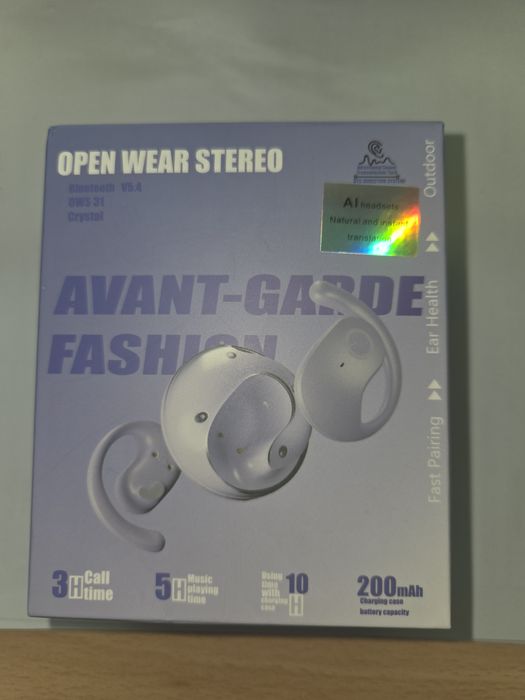 OPEN WEAR STEREO
Bluetooth V5.4
OWS 31
Crystal
AI headsets
Natural and instant
translation
AVANT-GARDE
FASHION
Outdoor
Ear Health
Fast Pairing
3H Call time
5H Music playing time
Using time with charging case 10H
200mAh
Charging case
battery capacity